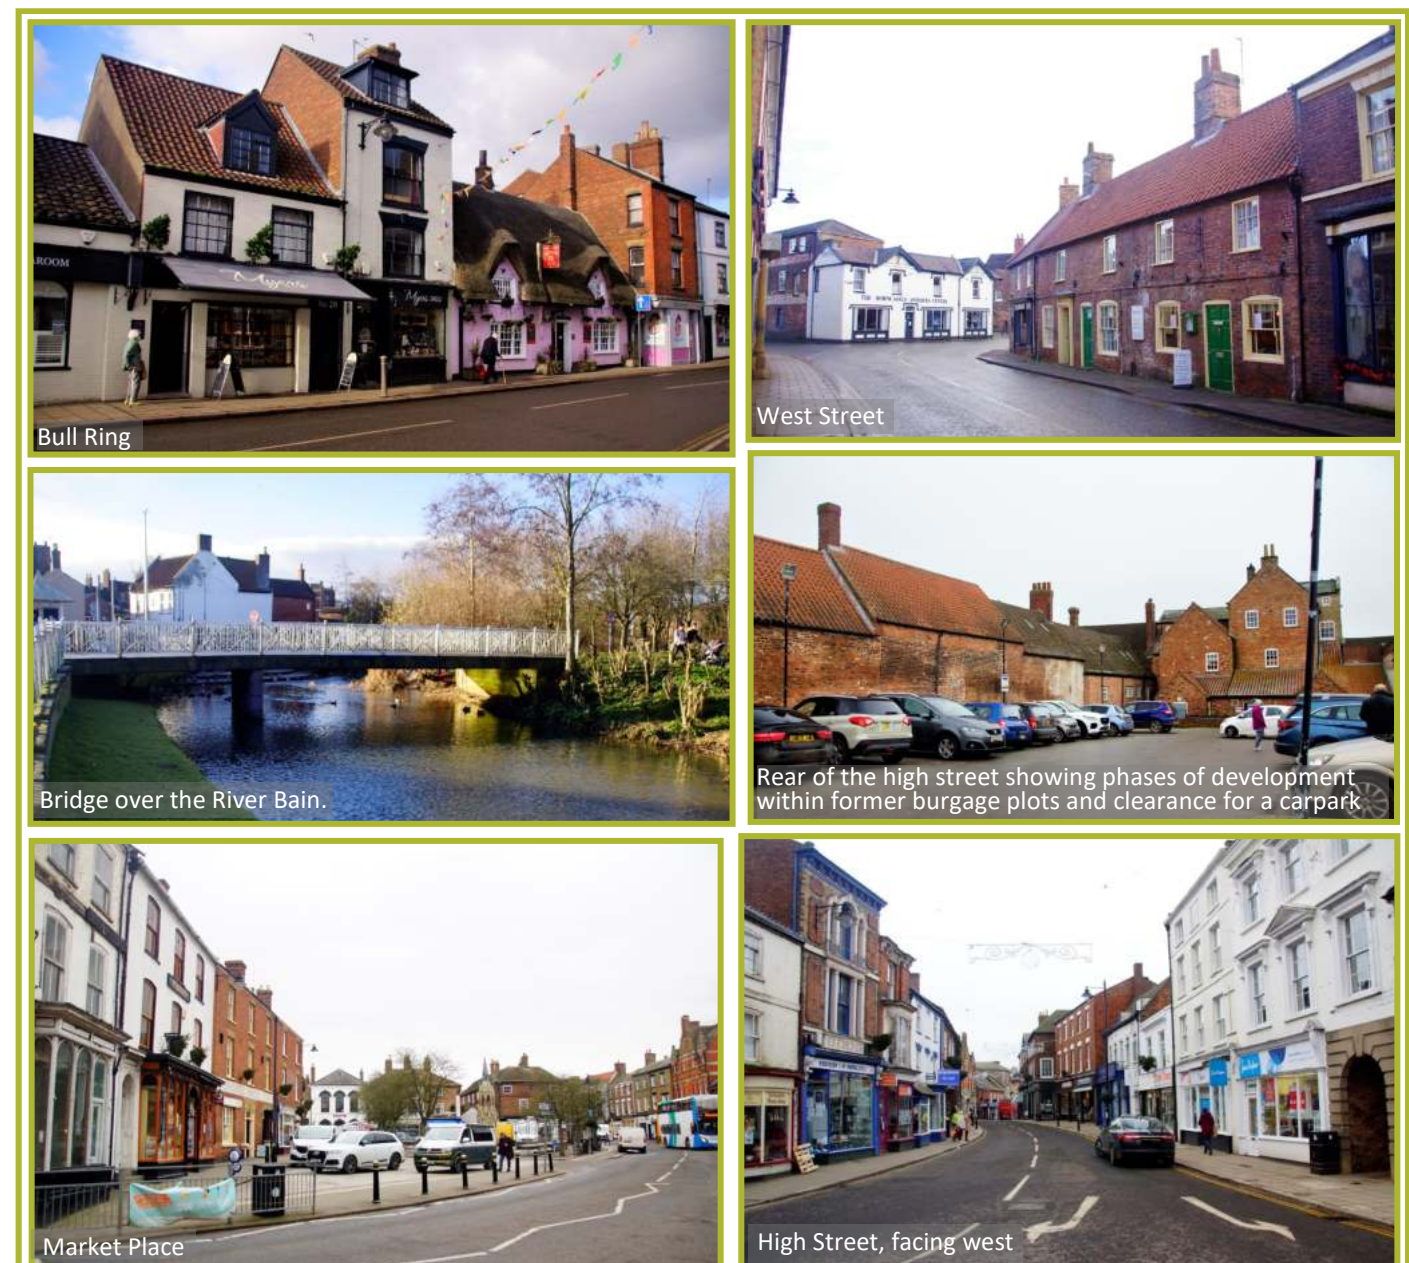 Bull Ring
West Street
Bridge over the River Bain.
Rear of the high street showing phases of development
within former burgage plots and clearance for a carpark
Market Place
High Street, facing west